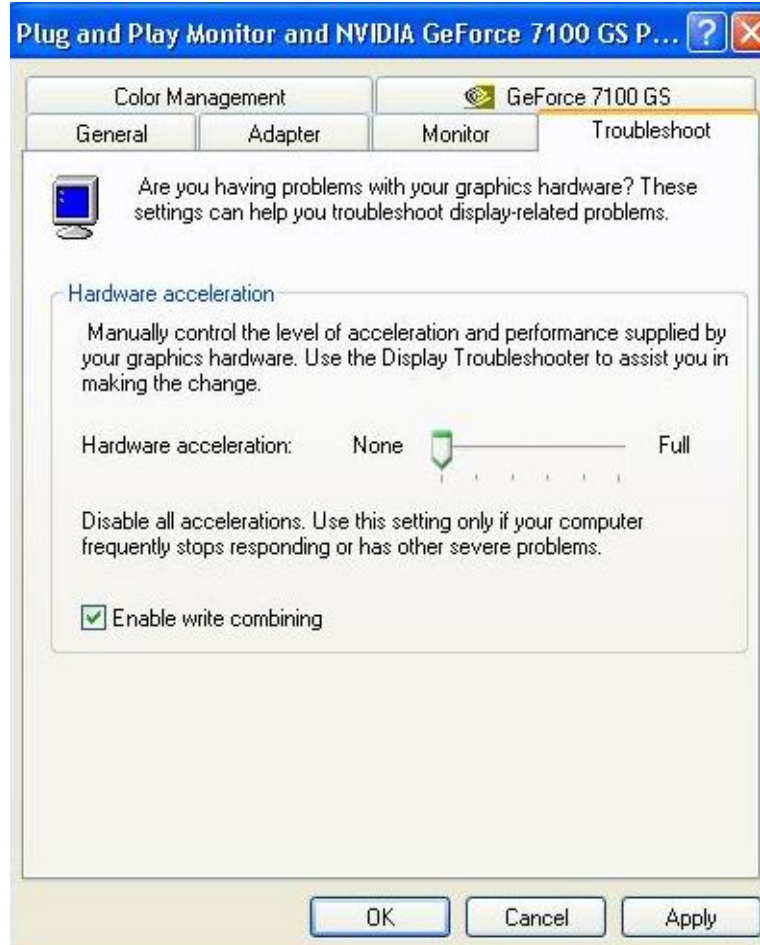 Plug and Play Monitor and NVIDIA GeForce 7100 GS P...
Color Management
GeForce 7100 GS
General
Adapter
Monitor
Troubleshoot
Are you having problems with your graphics hardware? These
settings can help you troubleshoot display-related problems.
Hardware acceleration
Manually control the level of acceleration and performance supplied by
your graphics hardware. Use the Display Troubleshooter to assist you in
making the change.
Hardware acceleration: None Full
Disable all accelerations. Use this setting only if your computer
frequently stops responding or has other severe problems.
Enable write combining
OK
Cancel
Apply